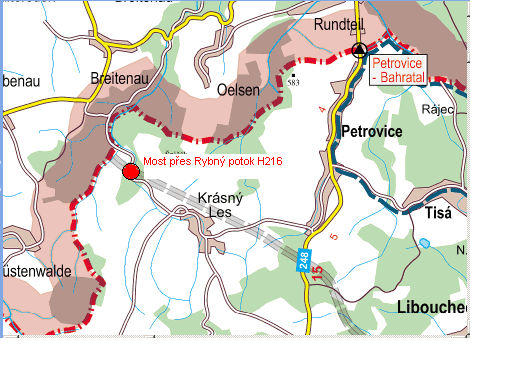 Rundteil
Petrovice
- Bahratal
benau
Breitenau
Oelsen
583
4
Rájec
Petrovice
Most přes Rybný potok H216
Krásný
Les
Tisá
5
N.
248
15
üstenwalde
Libouche